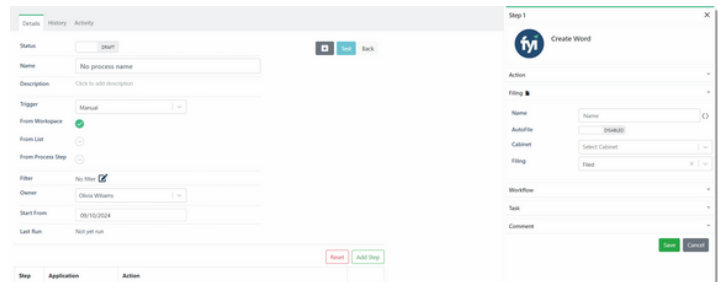 Details History Activity
Status DRAFT Test Back
Name No process name
Description Click to add description
Trigger Manual
From Workspace
From List
From Process Step
Filter No filter
Owner Olivia Williams
Start From 09/10/2024
Last Run Not yet run
Reset Add Step
Step Application Action
Step 1 X
fyi Create Word
Action
Filing
Name Name {}
AutoFile DISABLED
Cabinet Select Cabinet
Filing Filed x
Workflow
Task
Comment
Save Cancel